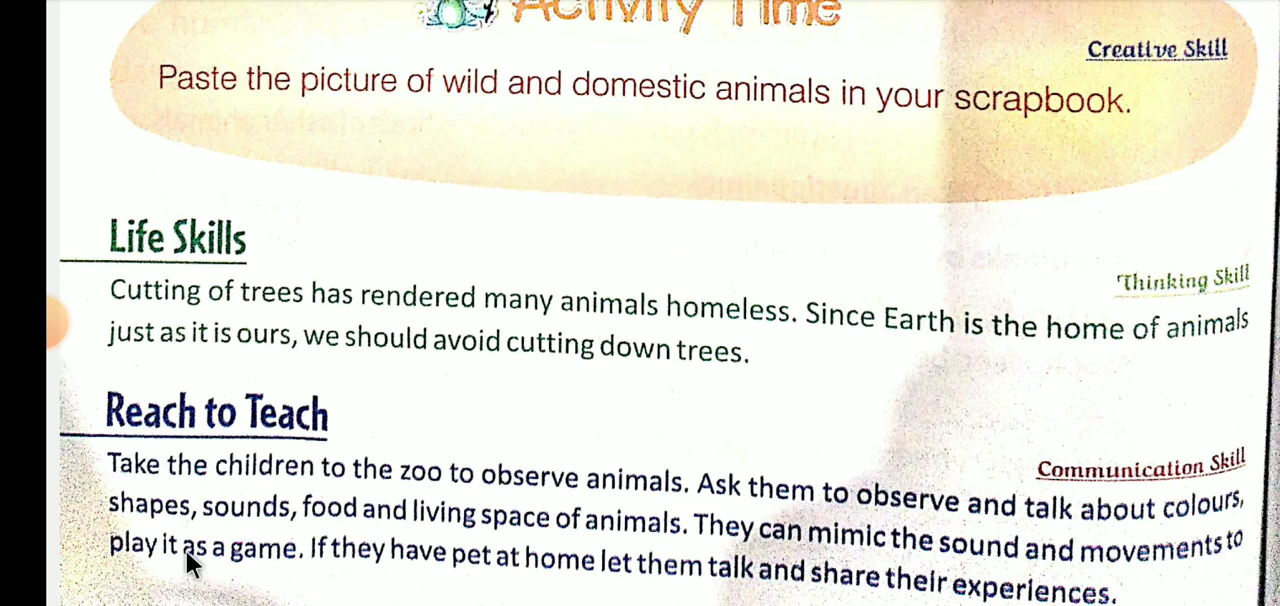 Activity Time
Creative Skill
Paste the picture of wild and domestic animals in your scrapbook.
Life Skills
Thinking Skill
Cutting of trees has rendered many animals homeless. Since Earth is the home of animals
just as it is ours, we should avoid cutting down trees.
Reach to Teach
Communication Skill
Take the children to the zoo to observe animals. Ask them to observe and talk about colours,
shapes, sounds, food and living space of animals. They can mimic the sound and movements to
play it as a game. If they have pet at home let them talk and share their experiences.